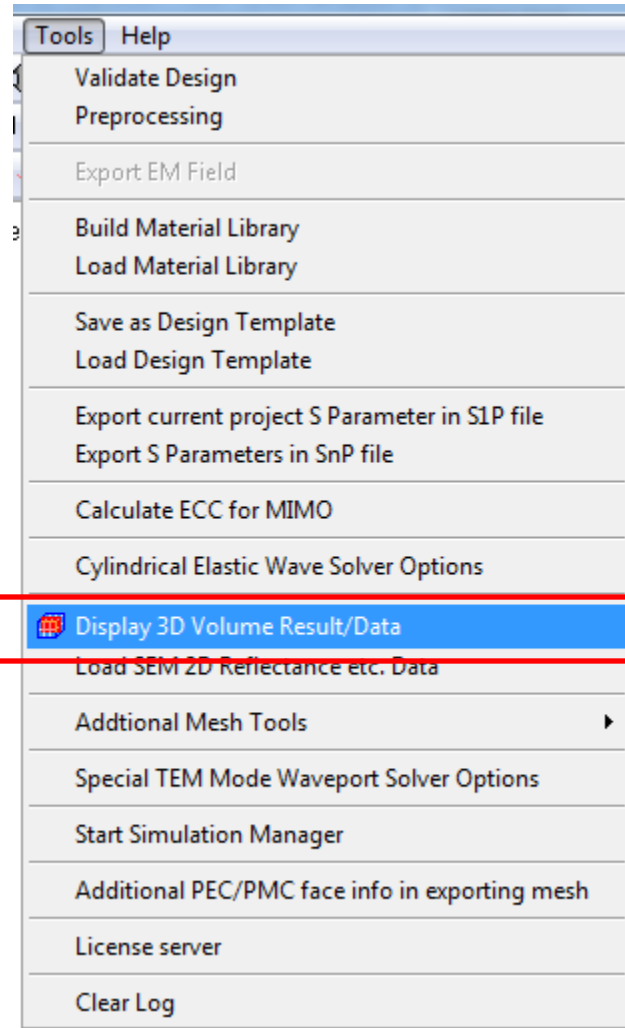 Tools Help
Validate Design
Preprocessing
Export EM Field
Build Material Library
Load Material Library
Save as Design Template
Load Design Template
Export current project S Parameter in S1P file
Export S Parameters in SnP file
Calculate ECC for MIMO
Cylindrical Elastic Wave Solver Options
Display 3D Volume Result/Data
Load SEM 2D Reflectance etc. Data
Addtional Mesh Tools
Special TEM Mode Waveport Solver Options
Start Simulation Manager
Additional PEC/PMC face info in exporting mesh
License server
Clear Log